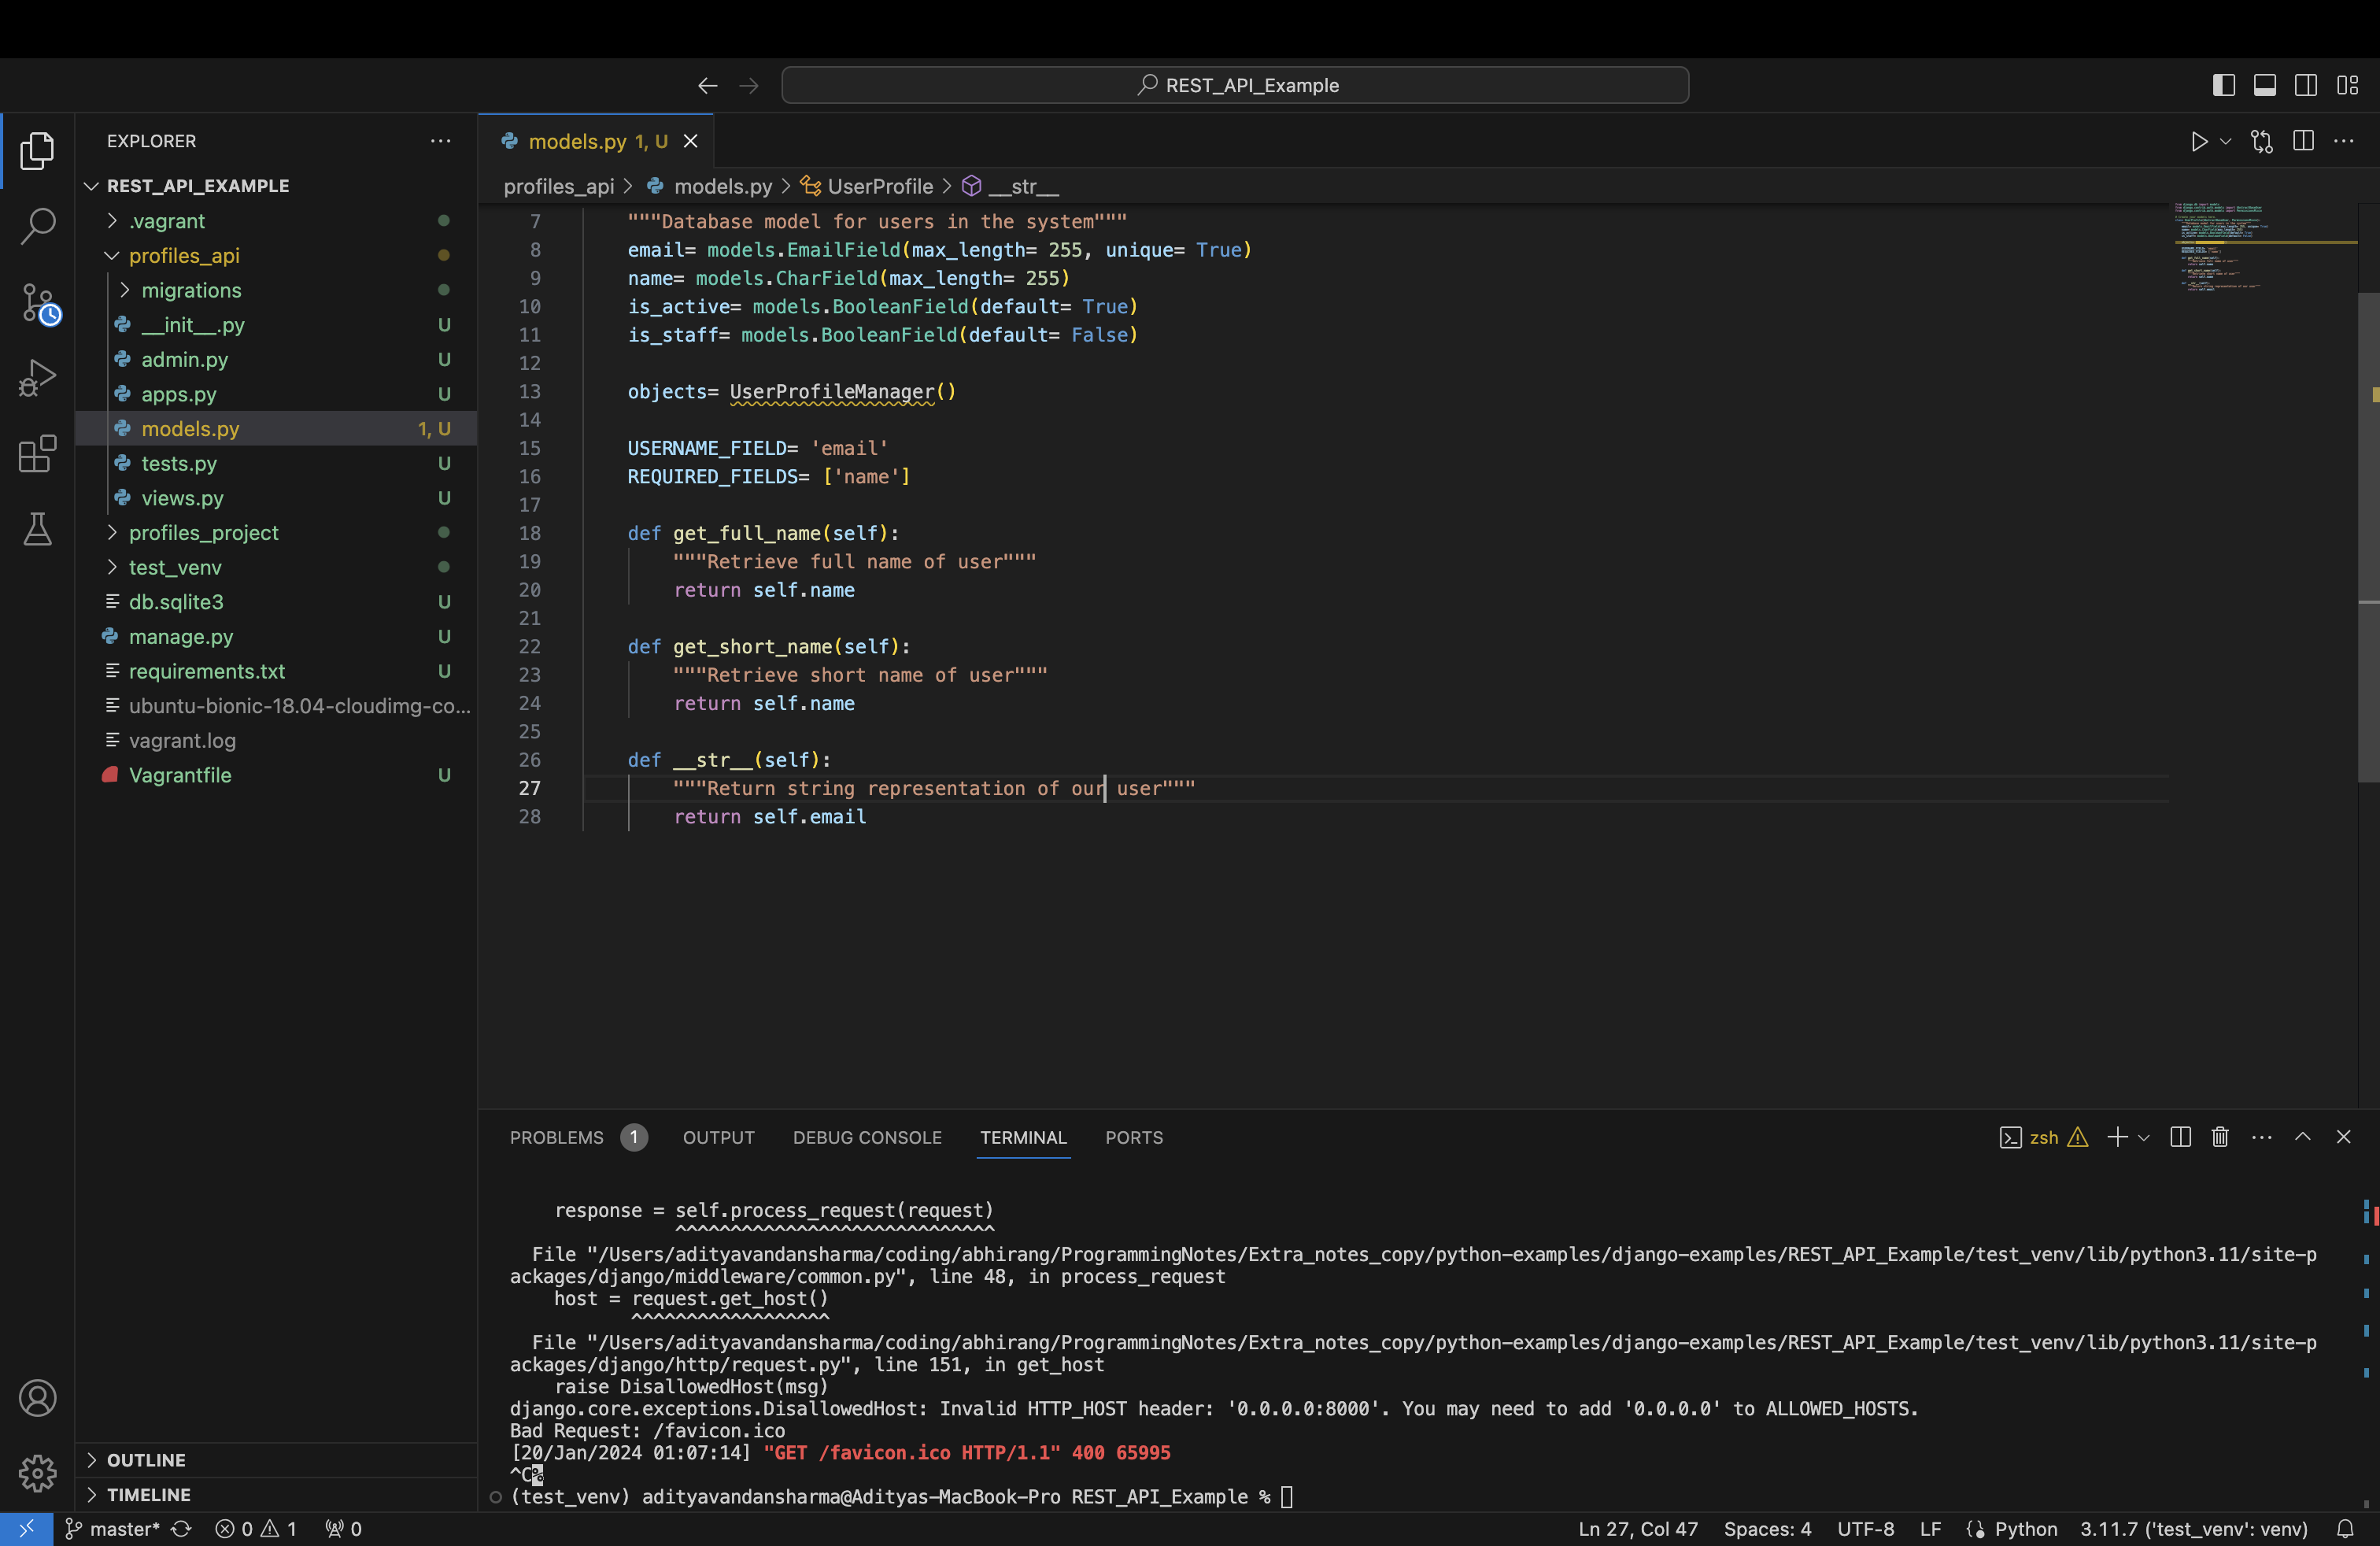 REST_API_Example
EXPLORER
REST_API_EXAMPLE
.vagrant
profiles_api
migrations
__init__.py U
admin.py U
apps.py U
models.py 1, U
tests.py U
views.py U
profiles_project
test_venv
db.sqlite3 U
manage.py U
requirements.txt U
ubuntu-bionic-18.04-cloudimg-co...
vagrant.log
Vagrantfile U
OUTLINE
TIMELINE
models.py 1, U
profiles_api > models.py > UserProfile > __str__
7 """Database model for users in the system"""
8 email= models.EmailField(max_length= 255, unique= True)
9 name= models.CharField(max_length= 255)
10 is_active= models.BooleanField(default= True)
11 is_staff= models.BooleanField(default= False)
12
13 objects= UserProfileManager()
14
15 USERNAME_FIELD= 'email'
16 REQUIRED_FIELDS= ['name']
17
18 def get_full_name(self):
19 """Retrieve full name of user"""
20 return self.name
21
22 def get_short_name(self):
23 """Retrieve short name of user"""
24 return self.name
25
26 def __str__(self):
27 """Return string representation of our user"""
28 return self.email
PROBLEMS 1 OUTPUT DEBUG CONSOLE TERMINAL PORTS
zsh
response = self.process_request(request)
^^^^^^^^^^^^^^^^^^^^^^^^^^^^^
File "/Users/adityavandansharma/coding/abhirang/ProgrammingNotes/Extra_notes_copy/python-examples/django-examples/REST_API_Example/test_venv/lib/python3.11/site-p
ackages/django/middleware/common.py", line 48, in process_request
host = request.get_host()
^^^^^^^^^^^^^^^^^^
File "/Users/adityavandansharma/coding/abhirang/ProgrammingNotes/Extra_notes_copy/python-examples/django-examples/REST_API_Example/test_venv/lib/python3.11/site-p
ackages/django/http/request.py", line 151, in get_host
raise DisallowedHost(msg)
django.core.exceptions.DisallowedHost: Invalid HTTP_HOST header: '0.0.0.0:8000'. You may need to add '0.0.0.0' to ALLOWED_HOSTS.
Bad Request: /favicon.ico
[20/Jan/2024 01:07:14] "GET /favicon.ico HTTP/1.1" 400 65995
^C%
(test_venv) adityavandansharma@Adityas-MacBook-Pro REST_API_Example %
master* 0 1 0 Ln 27, Col 47 Spaces: 4 UTF-8 LF Python 3.11.7 ('test_venv': venv)